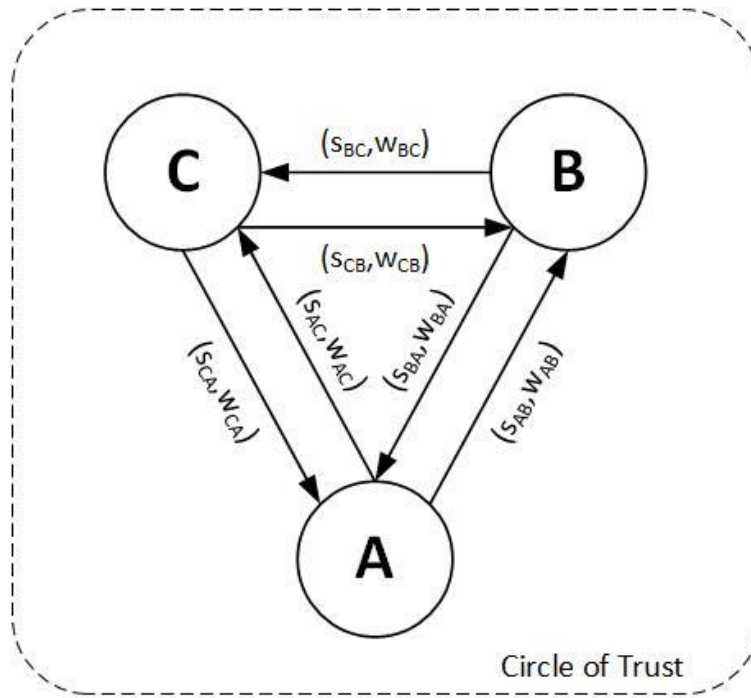 C
B
(sBC,wBC)
(sCB,wCB)
(sAC,wAC)
(sBA,wBA)
(sCA,wCA)
(sAB,wAB)
A
Circle of Trust